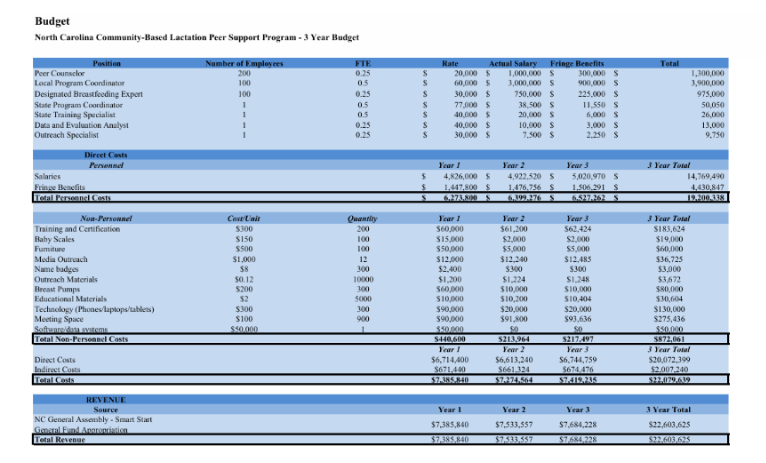 Budget
North Carolina Community-Based Lactation Peer Support Program - 3 Year Budget
Position Number of Employees FTE Rate Actual Salary Fringe Benefits Total
Peer Counselor 200 0.25 $ 20,000 $ 1,000,000 $ 300,000 $ 1,300,000
Local Program Coordinator 100 0.5 $ 60,000 $ 3,000,000 $ 900,000 $ 3,900,000
Designated Breastfeeding Expert 100 0.25 $ 30,000 $ 750,000 $ 225,000 $ 975,000
State Program Coordinator 1 0.5 $ 77,000 $ 38,500 $ 11,550 $ 50,050
State Training Specialist 1 0.5 $ 40,000 $ 20,000 $ 6,000 $ 26,000
Data and Evaluation Analyst 1 0.25 $ 40,000 $ 10,000 $ 3,000 $ 13,000
Outreach Specialist 1 0.25 $ 30,000 $ 7,500 $ 2,250 $ 9,750
Direct Costs
Personnel Year 1 Year 2 Year 3 3 Year Total
Salaries $ 4,826,000 $ 4,922,520 $ 5,020,970 $ 14,769,490
Fringe Benefits $ 1,447,800 $ 1,476,756 $ 1,506,291 $ 4,430,847
Total Personnel Costs $ 6,273,800 $ 6,399,276 $ 6,527,262 $ 19,200,338
Non-Personnel Cost/Unit Quantity Year 1 Year 2 Year 3 3 Year Total
Training and Certification $300 200 $60,000 $61,200 $62,424 $183,624
Baby Scales $150 100 $15,000 $2,000 $2,000 $19,000
Furniture $500 100 $50,000 $5,000 $5,000 $60,000
Media Outreach $1,000 12 $12,000 $12,240 $12,485 $36,725
Name badges $8 300 $2,400 $300 $300 $3,000
Outreach Materials $0.12 10000 $1,200 $1,224 $1,248 $3,672
Breast Pumps $200 300 $60,000 $10,000 $10,000 $80,000
Educational Materials $2 5000 $10,000 $10,200 $10,404 $30,604
Technology (Phones/laptops/tablets) $300 300 $90,000 $20,000 $20,000 $130,000
Meeting Space $100 900 $90,000 $91,800 $93,636 $275,436
Software/data systems $50,000 1 $50,000 $0 $0 $50,000
Total Non-Personnel Costs $440,600 $213,964 $217,497 $872,061
Year 1 Year 2 Year 3 3 Year Total
Direct Costs $6,714,400 $6,613,240 $6,744,759 $20,072,399
Indirect Costs $671,440 $661,324 $674,476 $2,007,240
Total Costs $7,385,840 $7,274,564 $7,419,235 $22,079,639
REVENUE
Source Year 1 Year 2 Year 3 3 Year Total
NC General Assembly - Smart Start
General Fund Appropriation $7,385,840 $7,533,557 $7,684,228 $22,603,625
Total Revenue $7,385,840 $7,533,557 $7,684,228 $22,603,625